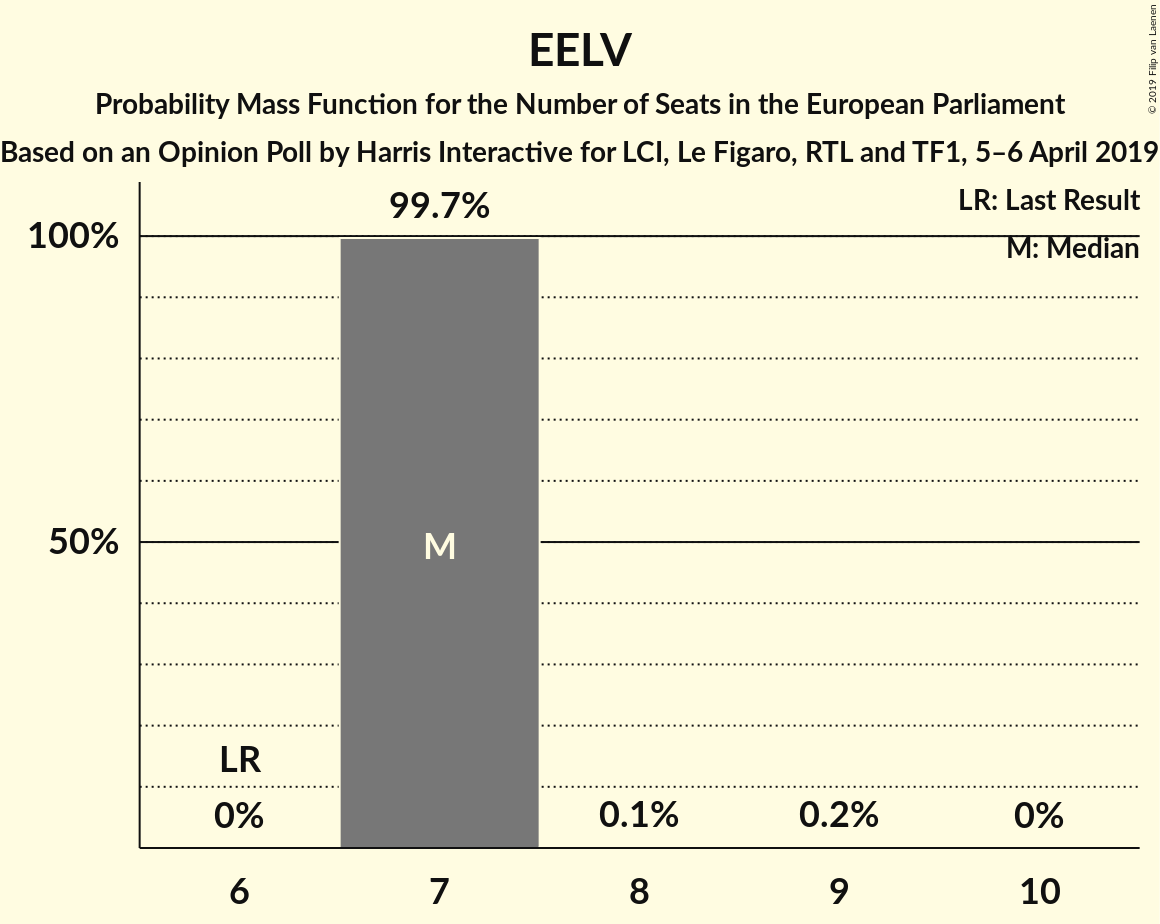 EELV
Probability Mass Function for the Number of Seats in the European Parliament
Based on an Opinion Poll by Harris Interactive for LCI, Le Figaro, RTL and TF1, 5–6 April 2019
© 2019 Filip van Laenen
LR: Last Result
M: Median
99.7%
100%
50%
M
LR
0%
0.1%
0.2%
0%
6
7
8
9
10